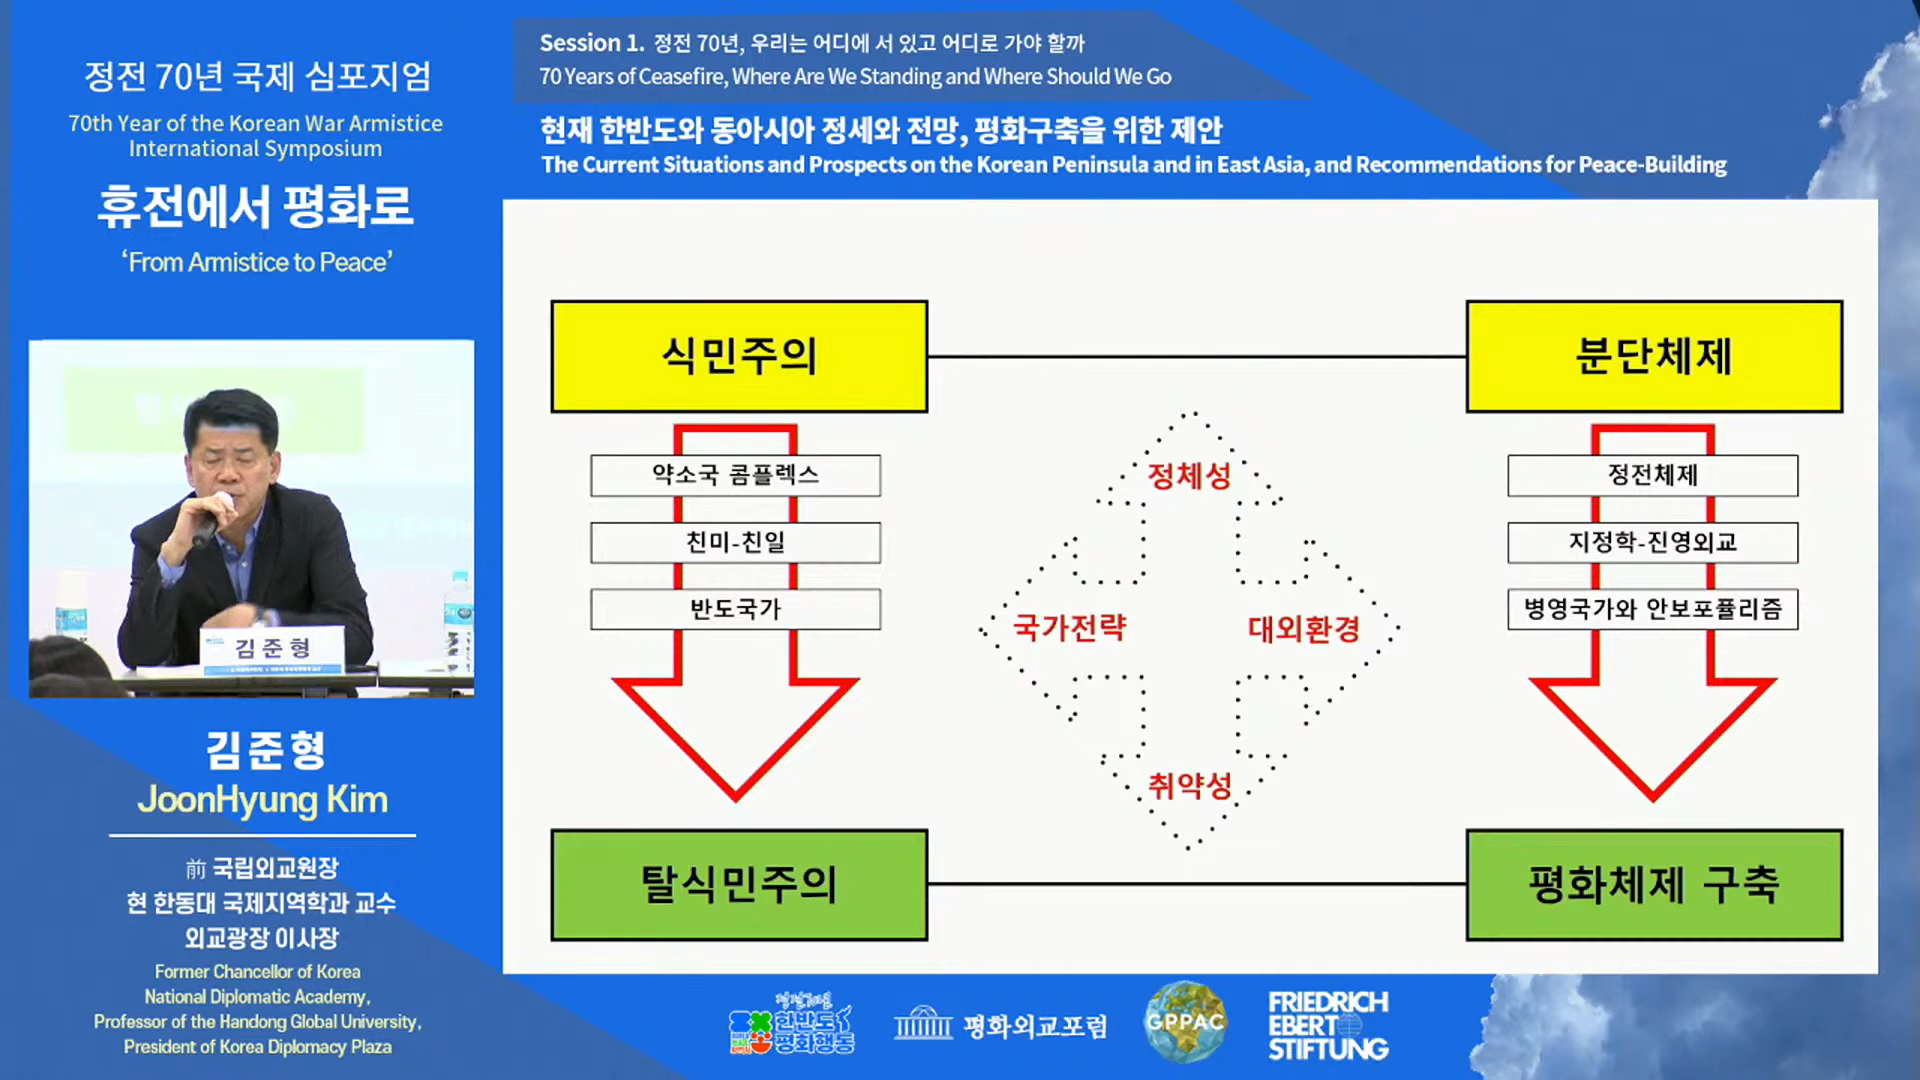 정전 70년 국제 심포지엄
70th Year of the Korean War Armistice
International Symposium
휴전에서 평화로
‘From Armistice to Peace’
Session 1. 정전 70년, 우리는 어디에 서 있고 어디로 가야 할까
70 Years of Ceasefire, Where Are We Standing and Where Should We Go
현재 한반도와 동아시아 정세와 전망, 평화구축을 위한 제안
The Current Situations and Prospects on the Korean Peninsula and in East Asia, and Recommendations for Peace-Building
식민주의
분단체제
약소국 콤플렉스
친미-친일
반도국가
정체성
국가전략
대외환경
취약성
정전체제
지정학-진영외교
병영국가와 안보포퓰리즘
탈식민주의
평화체제 구축
김준형
김준형
JoonHyung Kim
前 국립외교원장
현 한동대 국제지역학과 교수
외교광장 이사장
Former Chancellor of Korea
National Diplomatic Academy,
Professor of the Handong Global University,
President of Korea Diplomacy Plaza
정전70년
한반도
평화행동
평화외교포럼
GPPAC
FRIEDRICH
EBERT
STIFTUNG